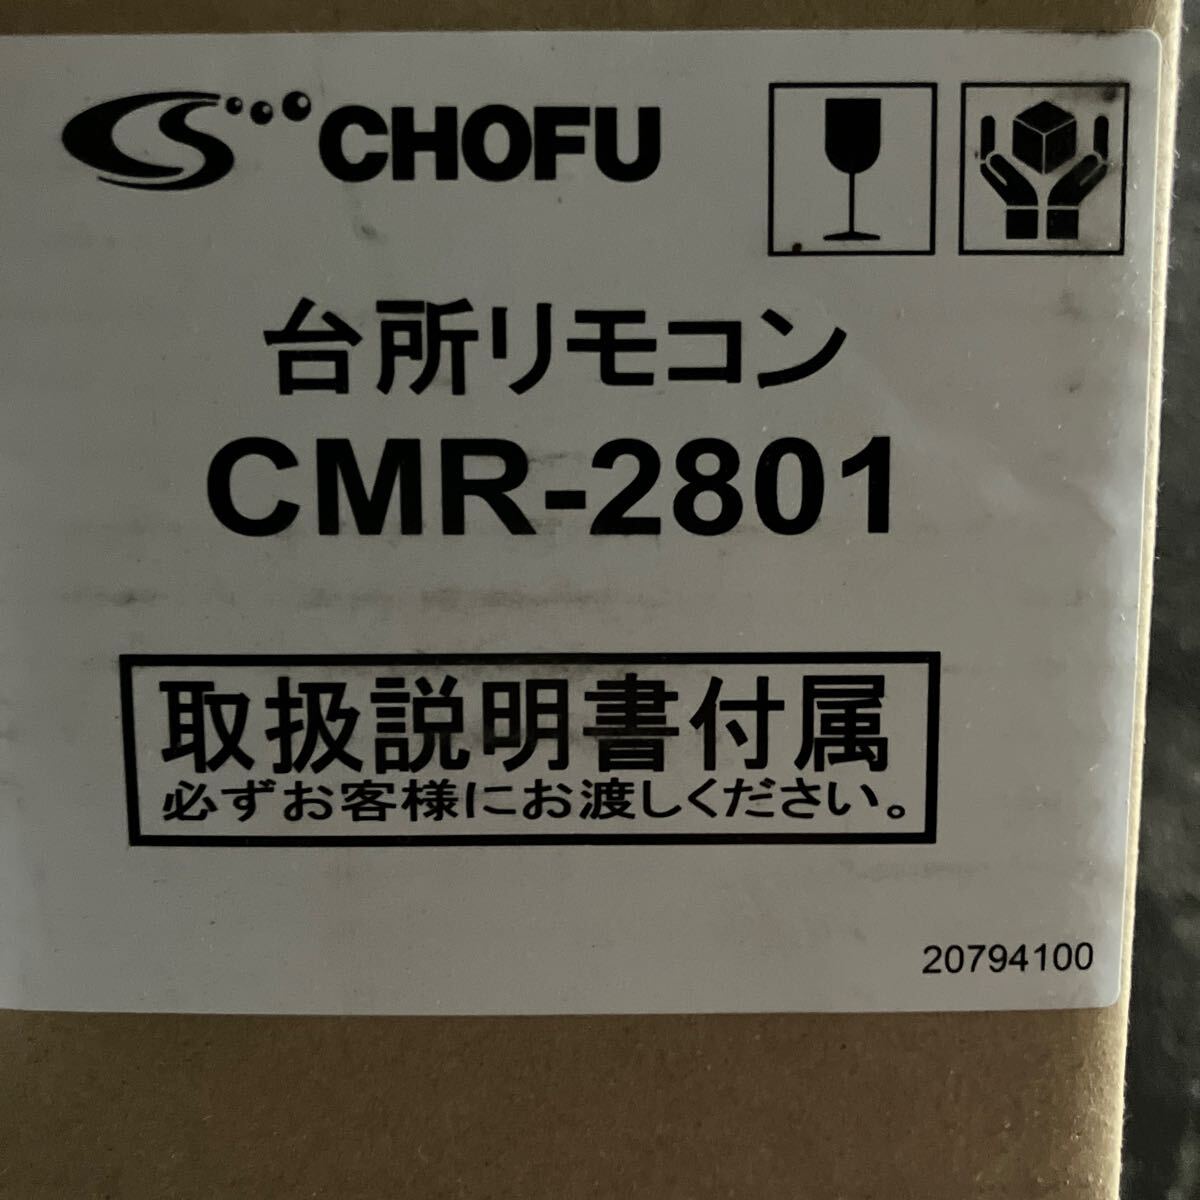 CHOFU
台所リモコン
CMR-2801
取扱説明書付属
必ずお客様にお渡しください。
20794100